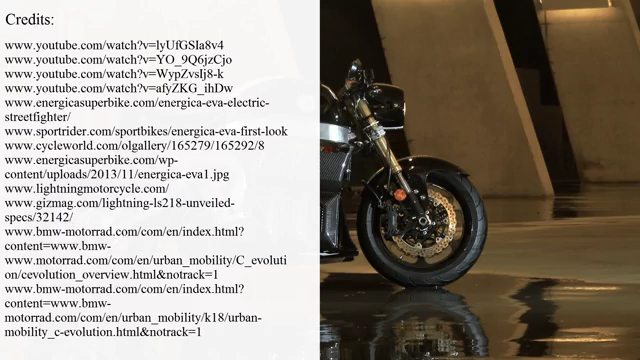 Credits:
www.youtube.com/watch?v=lyUfGSIa8v4
www.youtube.com/watch?v=YO_9Q6jzCjo
www.youtube.com/watch?v=WypZvsIj8-k
www.youtube.com/watch?v=afyZKG_ihDw
www.energicasuperbike.com/energica-eva-electric-
streetfighter/
www.sportrider.com/sportbikes/energica-eva-first-look
www.cycleworld.com/olgallery/165279/165292/8
www.energicasuperbike.com/wp-
content/uploads/2013/11/energica-eva1.jpg
www.lightningmotorcycle.com/
www.gizmag.com/lightning-ls218-unveiled-
specs/32142/
www.bmw-motorrad.com/com/en/index.html?
content=www.bmw-
www.motorrad.com/com/en/urban_mobility/C_evoluti
on/cevolution_overview.html&notrack=1
www.bmw-motorrad.com/com/en/index.html?
content=www.bmw-
motorrad.com/com/en/urban_mobility/k18/urban-
mobility_c-evolution.html&notrack=1